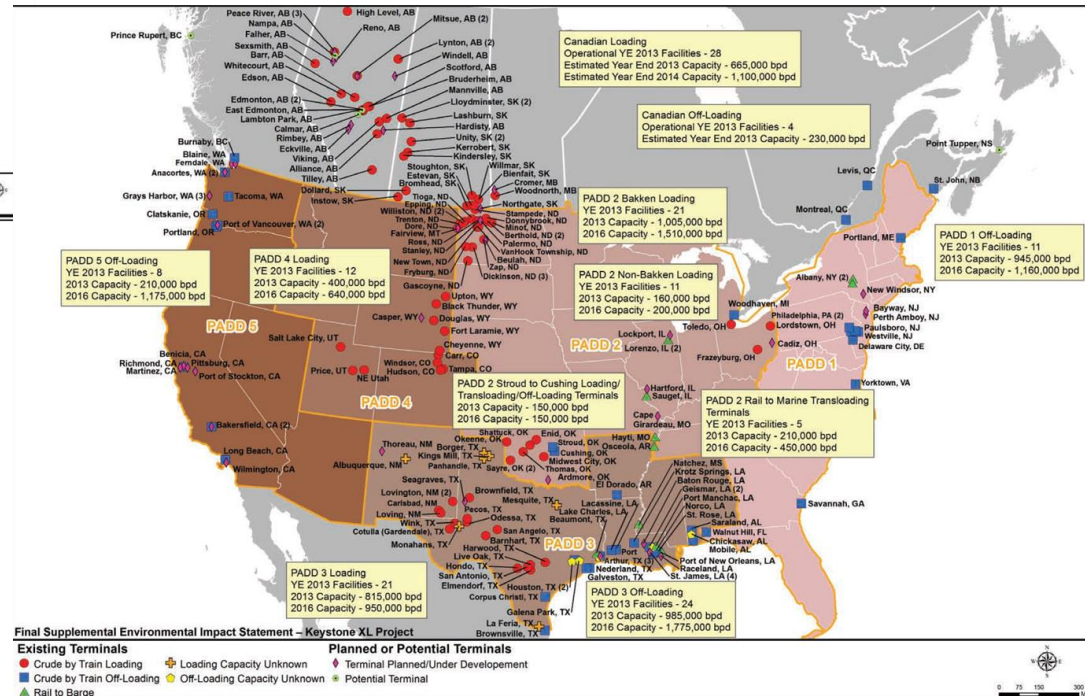 Peace River, AB (3)
High Level, AB
Mitsue, AB (2)
Nampa, AB
Reno, AB
Falher, AB
Prince Rupert, BC
Sexsmith, AB
Lynton, AB (2)
Barr, AB
Windell, AB
Whitecourt, AB
Scotford, AB
Edson, AB
Bruderheim, AB
Mannville, AB
Edmonton, AB (2)
Lloydminster, SK (2)
East Edmonton, AB
Lashburn, SK
Lambton Park, AB
Hardisty, AB
Calmar, AB
Unity, SK (2)
Rimbey, AB
Kerrobert, SK
Eckville, AB
Kindersley, SK
Viking, AB
Alliance, AB
Tilley, AB
Dollard, SK
Instow, SK
Stoughton, SK
Estevan, SK
Bromhead, SK
Willmar, SK
Bienfait, SK
Cromer, MB
Woodnorth, MB
Northgate, SK
Canadian Loading
Operational YE 2013 Facilities - 28
Estimated Year End 2013 Capacity - 665,000 bpd
Estimated Year End 2014 Capacity - 1,100,000 bpd
Canadian Off-Loading
Operational YE 2013 Facilities - 4
Estimated Year End 2013 Capacity - 230,000 bpd
Point Tupper, NS
Levis, QC
St. John, NB
Montreal, QC
Portland, ME
Burnaby, BC
Blaine, WA
Ferndale, WA
Anacortes, WA (2)
Grays Harbor, WA (3)
Tacoma, WA
Clatskanie, OR
Port of Vancouver, WA (2)
Portland, OR
Tioga, ND
Epping, ND
Williston, ND (2)
Trenton, ND
Dore, ND
Fairview, MT
Ross, ND
Stanley, ND
New Town, ND
Fryburg, ND
Gascoyne, ND
Stampede, ND
Donnybrook, ND
Minot, ND
Berthold, ND (2)
Palermo, ND
VanHook Township, ND
Beulah, ND
Zap, ND
Dickinson, ND (3)
PADD 2 Bakken Loading
YE 2013 Facilities - 21
2013 Capacity - 1,005,000 bpd
2016 Capacity - 1,510,000 bpd
PADD 1 Off-Loading
YE 2013 Facilities - 11
2013 Capacity - 945,000 bpd
2016 Capacity - 1,160,000 bpd
PADD 5 Off-Loading
YE 2013 Facilities - 8
2013 Capacity - 210,000 bpd
2016 Capacity - 1,175,000 bpd
PADD 4 Loading
YE 2013 Facilities - 12
2013 Capacity - 400,000 bpd
2016 Capacity - 640,000 bpd
PADD 2 Non-Bakken Loading
YE 2013 Facilities - 11
2013 Capacity - 160,000 bpd
2016 Capacity - 200,000 bpd
Albany, NY (2)
New Windsor, NY
Bayway, NJ
Perth Amboy, NJ
Woodhaven, MI
Toledo, OH
Philadelphia, PA (2)
Lordstown, OH
Paulsboro, NJ
Westville, NJ
Delaware City, DE
Cadiz, OH
Frazeyburg, OH
Yorktown, VA
Upton, WY
Black Thunder, WY
Casper, WY
Douglas, WY
Fort Laramie, WY
Cheyenne, WY
Carr, CO
Windsor, CO
Hudson, CO
Tampa, CO
Salt Lake City, UT
Price, UT
NE Utah
PADD 5
PADD 4
PADD 2
PADD 1
PADD 3
Lockport, IL
Lorenzo, IL (2)
Benicia, CA
Richmond, CA
Pittsburg, CA
Martinez, CA
Port of Stockton, CA
Bakersfield, CA (2)
Long Beach, CA
Wilmington, CA
PADD 2 Stroud to Cushing Loading/
Transloading/Off-Loading Terminals
2013 Capacity - 150,000 bpd
2016 Capacity - 150,000 bpd
Hartford, IL
Sauget, IL
Cape
Girardeau, MO
Hayti, MO
Osceola, AR
PADD 2 Rail to Marine Transloading
Terminals
YE 2013 Facilities - 5
2013 Capacity - 210,000 bpd
2016 Capacity - 450,000 bpd
Shattuck, OK
Okeene, OK
Enid, OK
Stroud, OK
Cushing, OK
Midwest City, OK
Thomas, OK
Sayre, OK (2)
Ardmore, OK
Thoreau, NM
Albuquerque, NM
Borger, TX
Kings Mill, TX
Panhandle, TX
Seagraves, TX
Lovington, NM (2)
Carlsbad, NM
Loving, NM
Wink, TX
Cotulla (Gardendale), TX
Monahans, TX
Brownfield, TX
Pecos, TX
Mesquite, TX
Odessa, TX
San Angelo, TX
Barnhart, TX
Harwood, TX
Live Oak, TX
Hondo, TX
San Antonio, TX
Elmendorf, TX
Houston, TX (2)
Corpus Christi, TX
Galena Park, TX
La Feria, TX
Brownsville, TX
El Dorado, AR
Lacassine, LA
Lake Charles, LA
Beaumont, TX
Port
Arthur, TX (3)
Nederland, TX
Galveston, TX
Natchez, MS
Krotz Springs, LA
Baton Rouge, LA
Geismar, LA (2)
Port Manchac, LA
Norco, LA
St. Rose, LA
Saraland, AL
Walnut Hill, FL
Chickasaw, AL
Mobile, AL
Port of New Orleans, LA
Raceland, LA
St. James, LA (4)
Savannah, GA
PADD 3 Loading
YE 2013 Facilities - 21
2013 Capacity - 815,000 bpd
2016 Capacity - 950,000 bpd
PADD 3 Off-Loading
YE 2013 Facilities - 24
2013 Capacity - 985,000 bpd
2016 Capacity - 1,775,000 bpd
Final Supplemental Environmental Impact Statement – Keystone XL Project
Existing Terminals
Crude by Train Loading
Crude by Train Off-Loading
Rail to Barge
Loading Capacity Unknown
Off-Loading Capacity Unknown
Planned or Potential Terminals
Terminal Planned/Under Developement
Potential Terminal
0 75 150 300